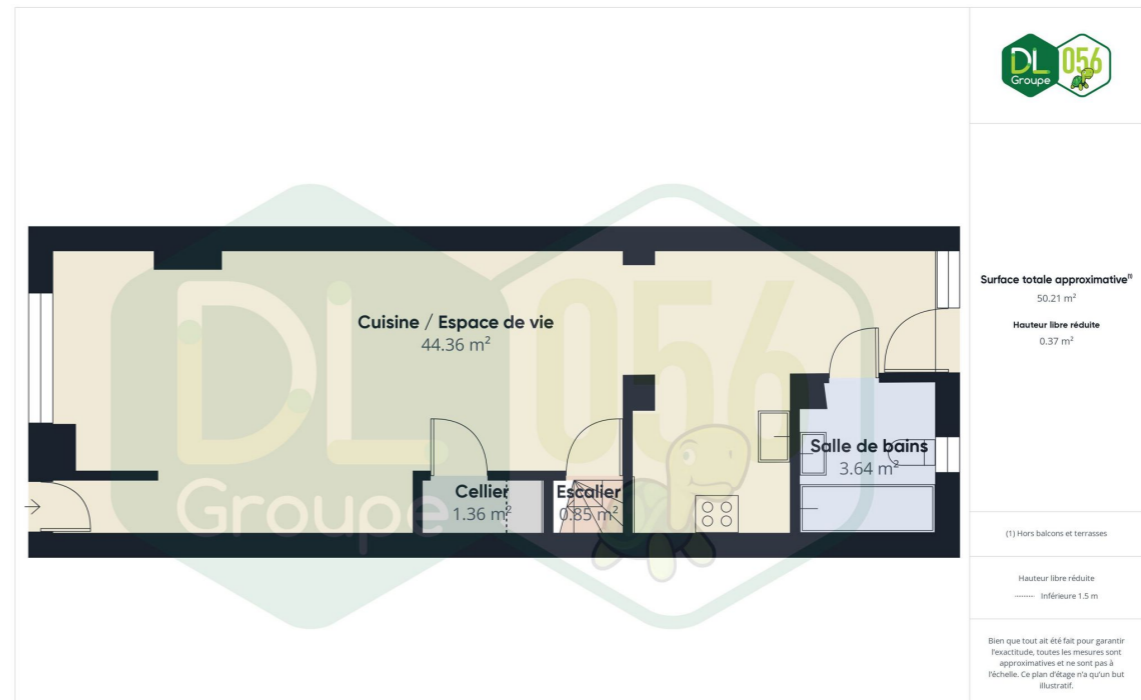 Cuisine / Espace de vie
44.36 m²
Cellier
1.36 m²
Escalier
0.85 m²
Salle de bains
3.64 m²
DL
Groupe
056
DL
Groupe
056
Surface totale approximative(1)
50.21 m²
Hauteur libre réduite
0.37 m²
(1) Hors balcons et terrasses
Hauteur libre réduite
Inférieure 1.5 m
Bien que tout ait été fait pour garantir
l'exactitude, toutes les mesures sont
approximatives et ne sont pas à
l'échelle. Ce plan d'étage n'a qu'un but
illustratif.